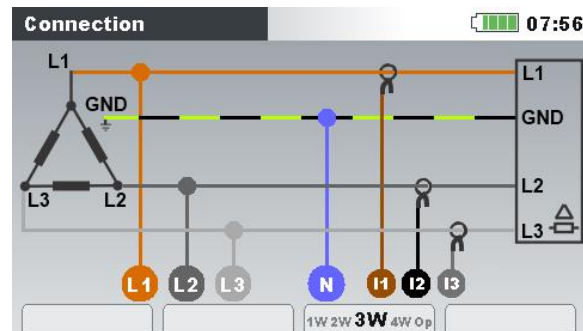 Connection 07:56
L1 L1
GND GND
L3 L2 L2
L3
L1 L2 L3 N I1 I2 I3
1W 2W 3W 4W Op